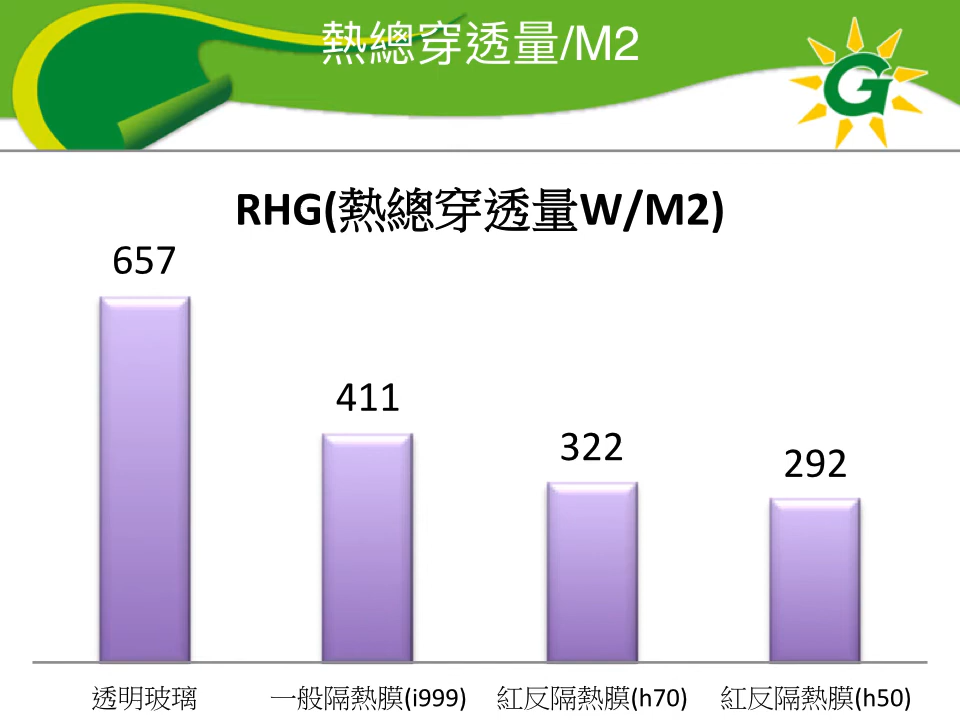 熱總穿透量/M2
G
RHG(熱總穿透量W/M2)
657
411
322
292
透明玻璃
一般隔熱膜(i999)
紅反隔熱膜(h70)
紅反隔熱膜(h50)